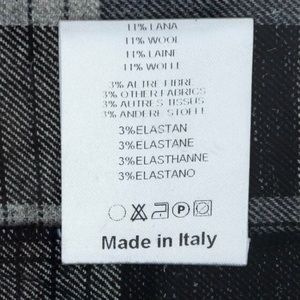 11% LANA
11% WOOL
11% LAINE
11% WOLLE
3% ALTRE FIBRE
3% OTHER FABRICS
3% AUTRES TISSUS
3% ANDERE STOFFE
3%ELASTAN
3%ELASTANE
3%ELASTHANNE
3%ELASTANO
P
Made in Italy